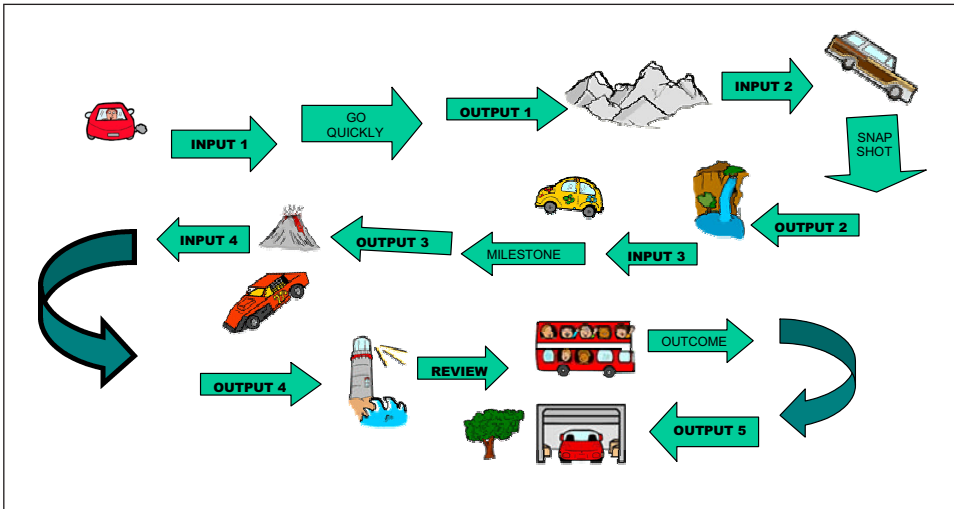 INPUT 1
GO
QUICKLY
OUTPUT 1
INPUT 2
SNAP
SHOT
OUTPUT 2
INPUT 3
MILESTONE
OUTPUT 3
INPUT 4
OUTPUT 4
REVIEW
OUTCOME
OUTPUT 5